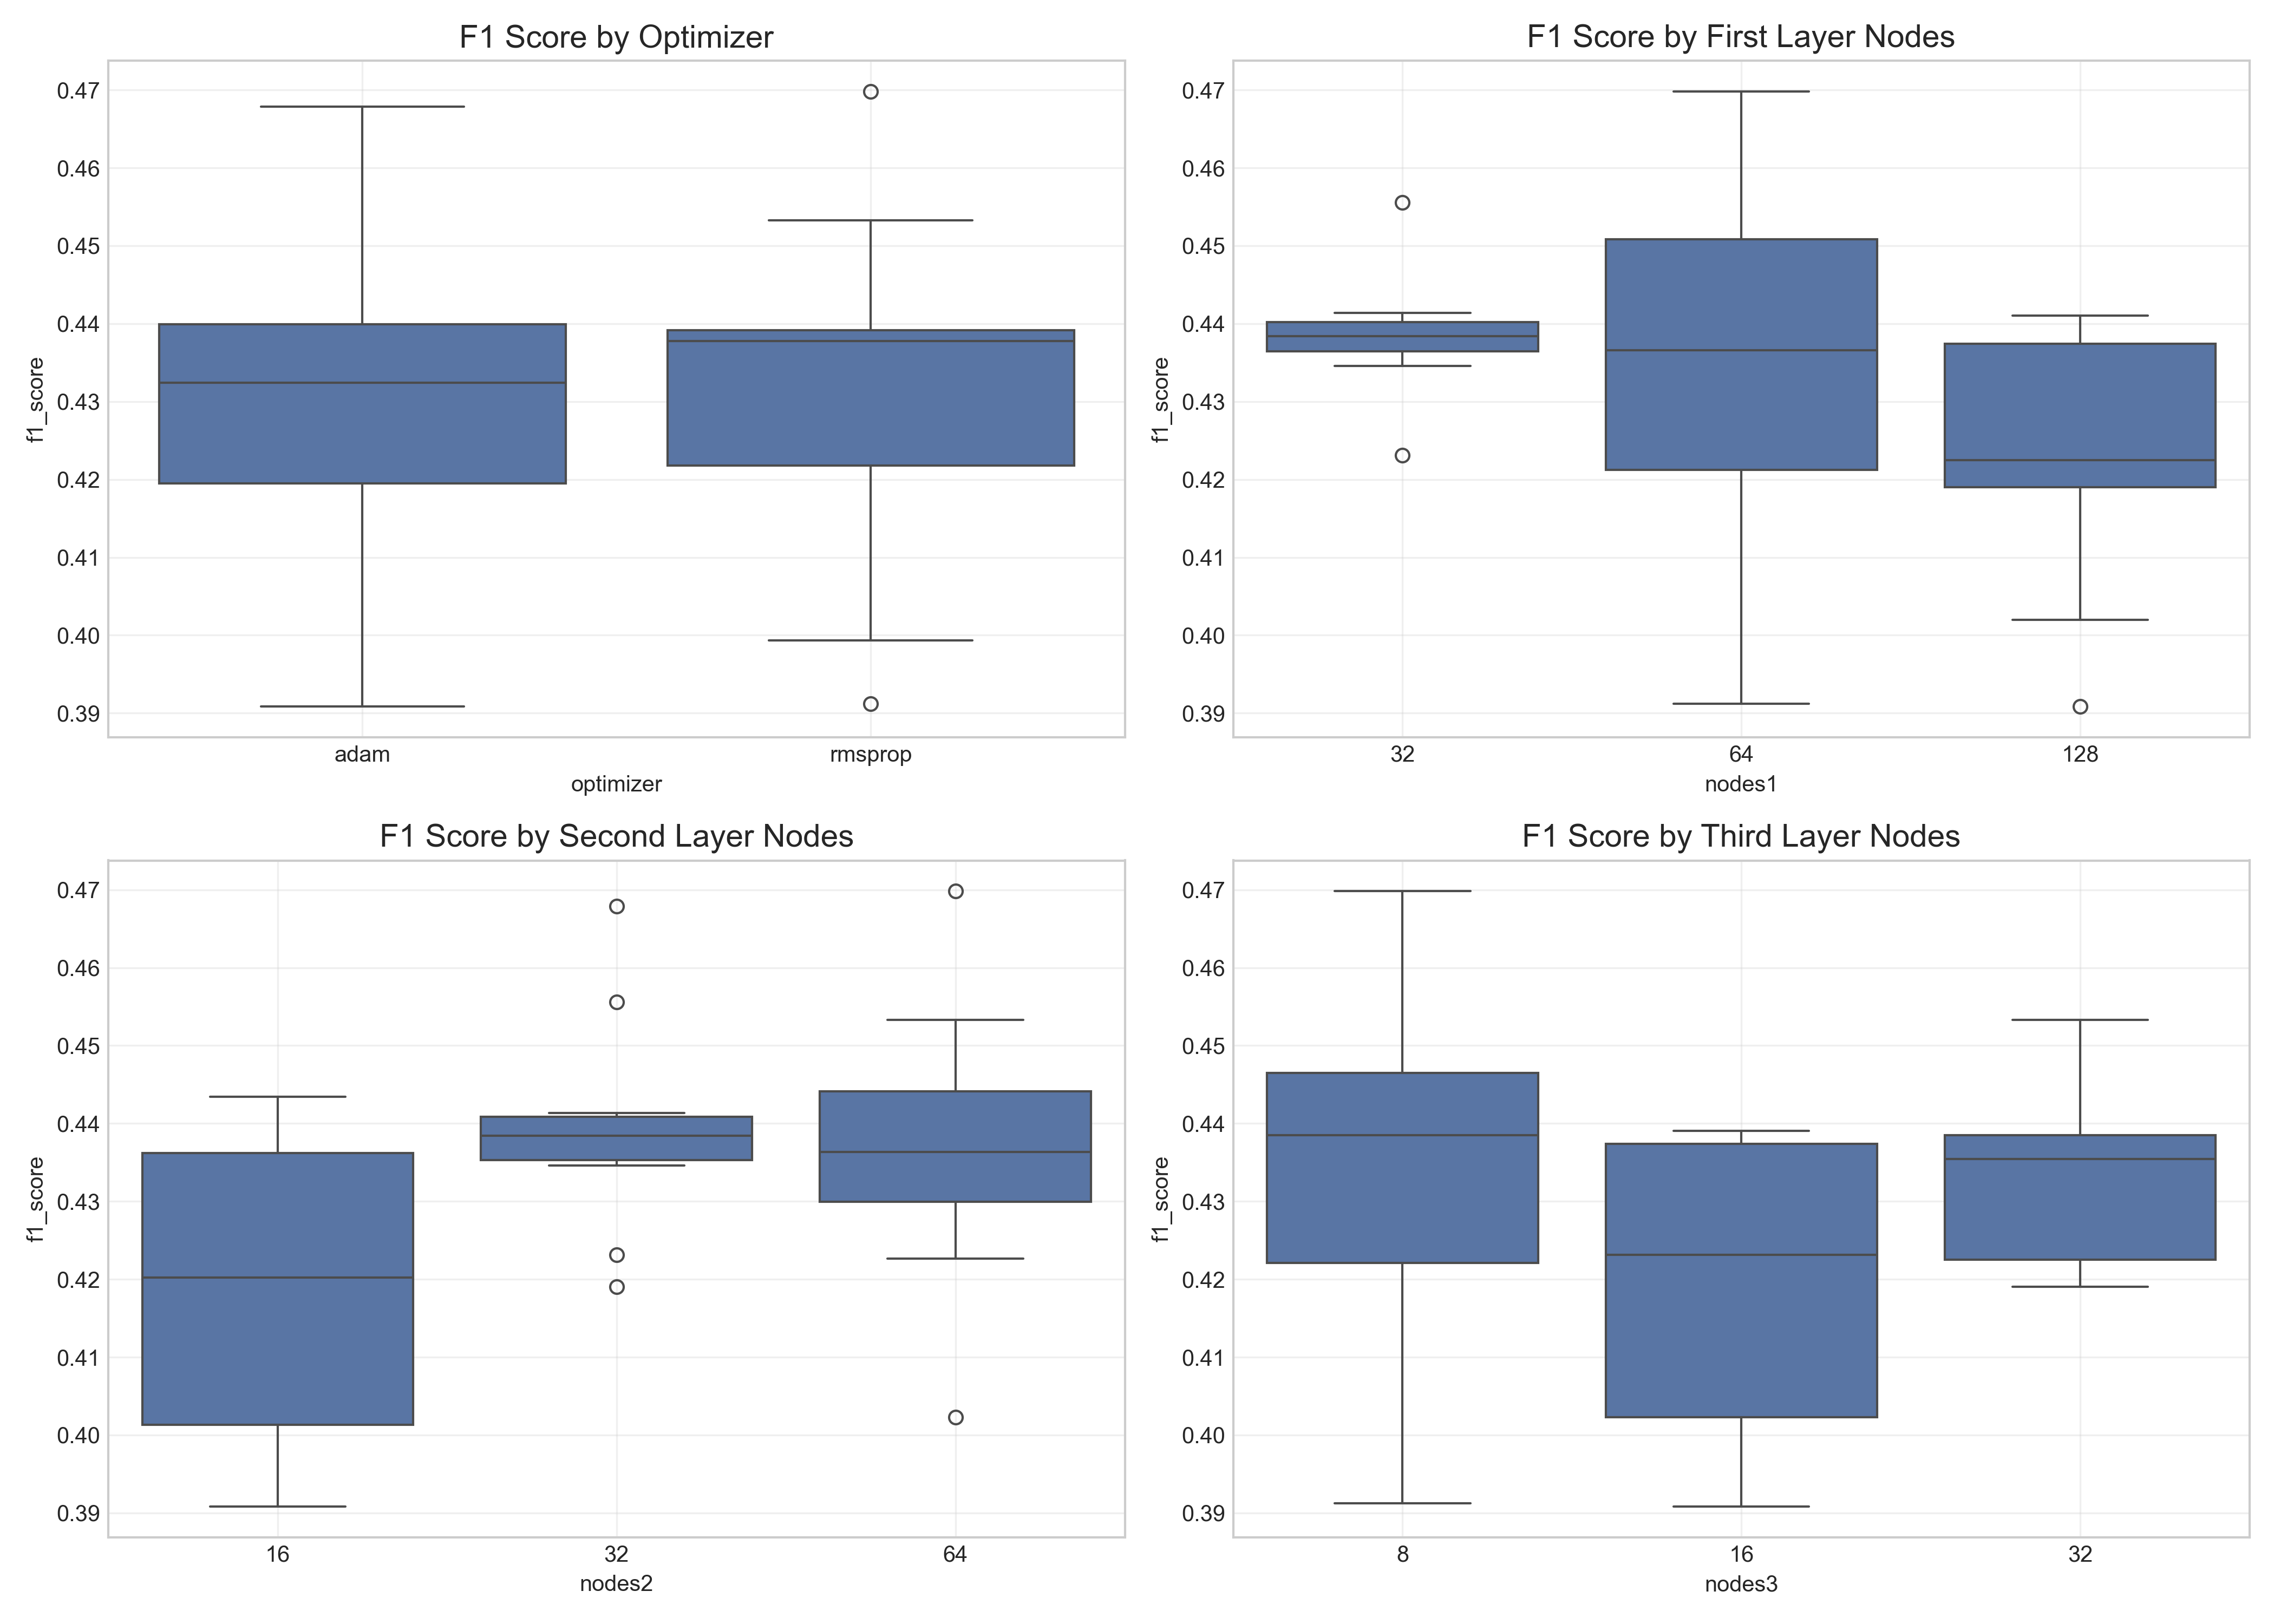 F1 Score by Optimizer
0.47
0.46
0.45
0.44
0.43
0.42
0.41
0.40
0.39
f1_score
adam rmsprop
optimizer
F1 Score by First Layer Nodes
0.47
0.46
0.45
0.44
0.43
0.42
0.41
0.40
0.39
f1_score
32 64 128
nodes1
F1 Score by Second Layer Nodes
0.47
0.46
0.45
0.44
0.43
0.42
0.41
0.40
0.39
f1_score
16 32 64
nodes2
F1 Score by Third Layer Nodes
0.47
0.46
0.45
0.44
0.43
0.42
0.41
0.40
0.39
f1_score
8 16 32
nodes3